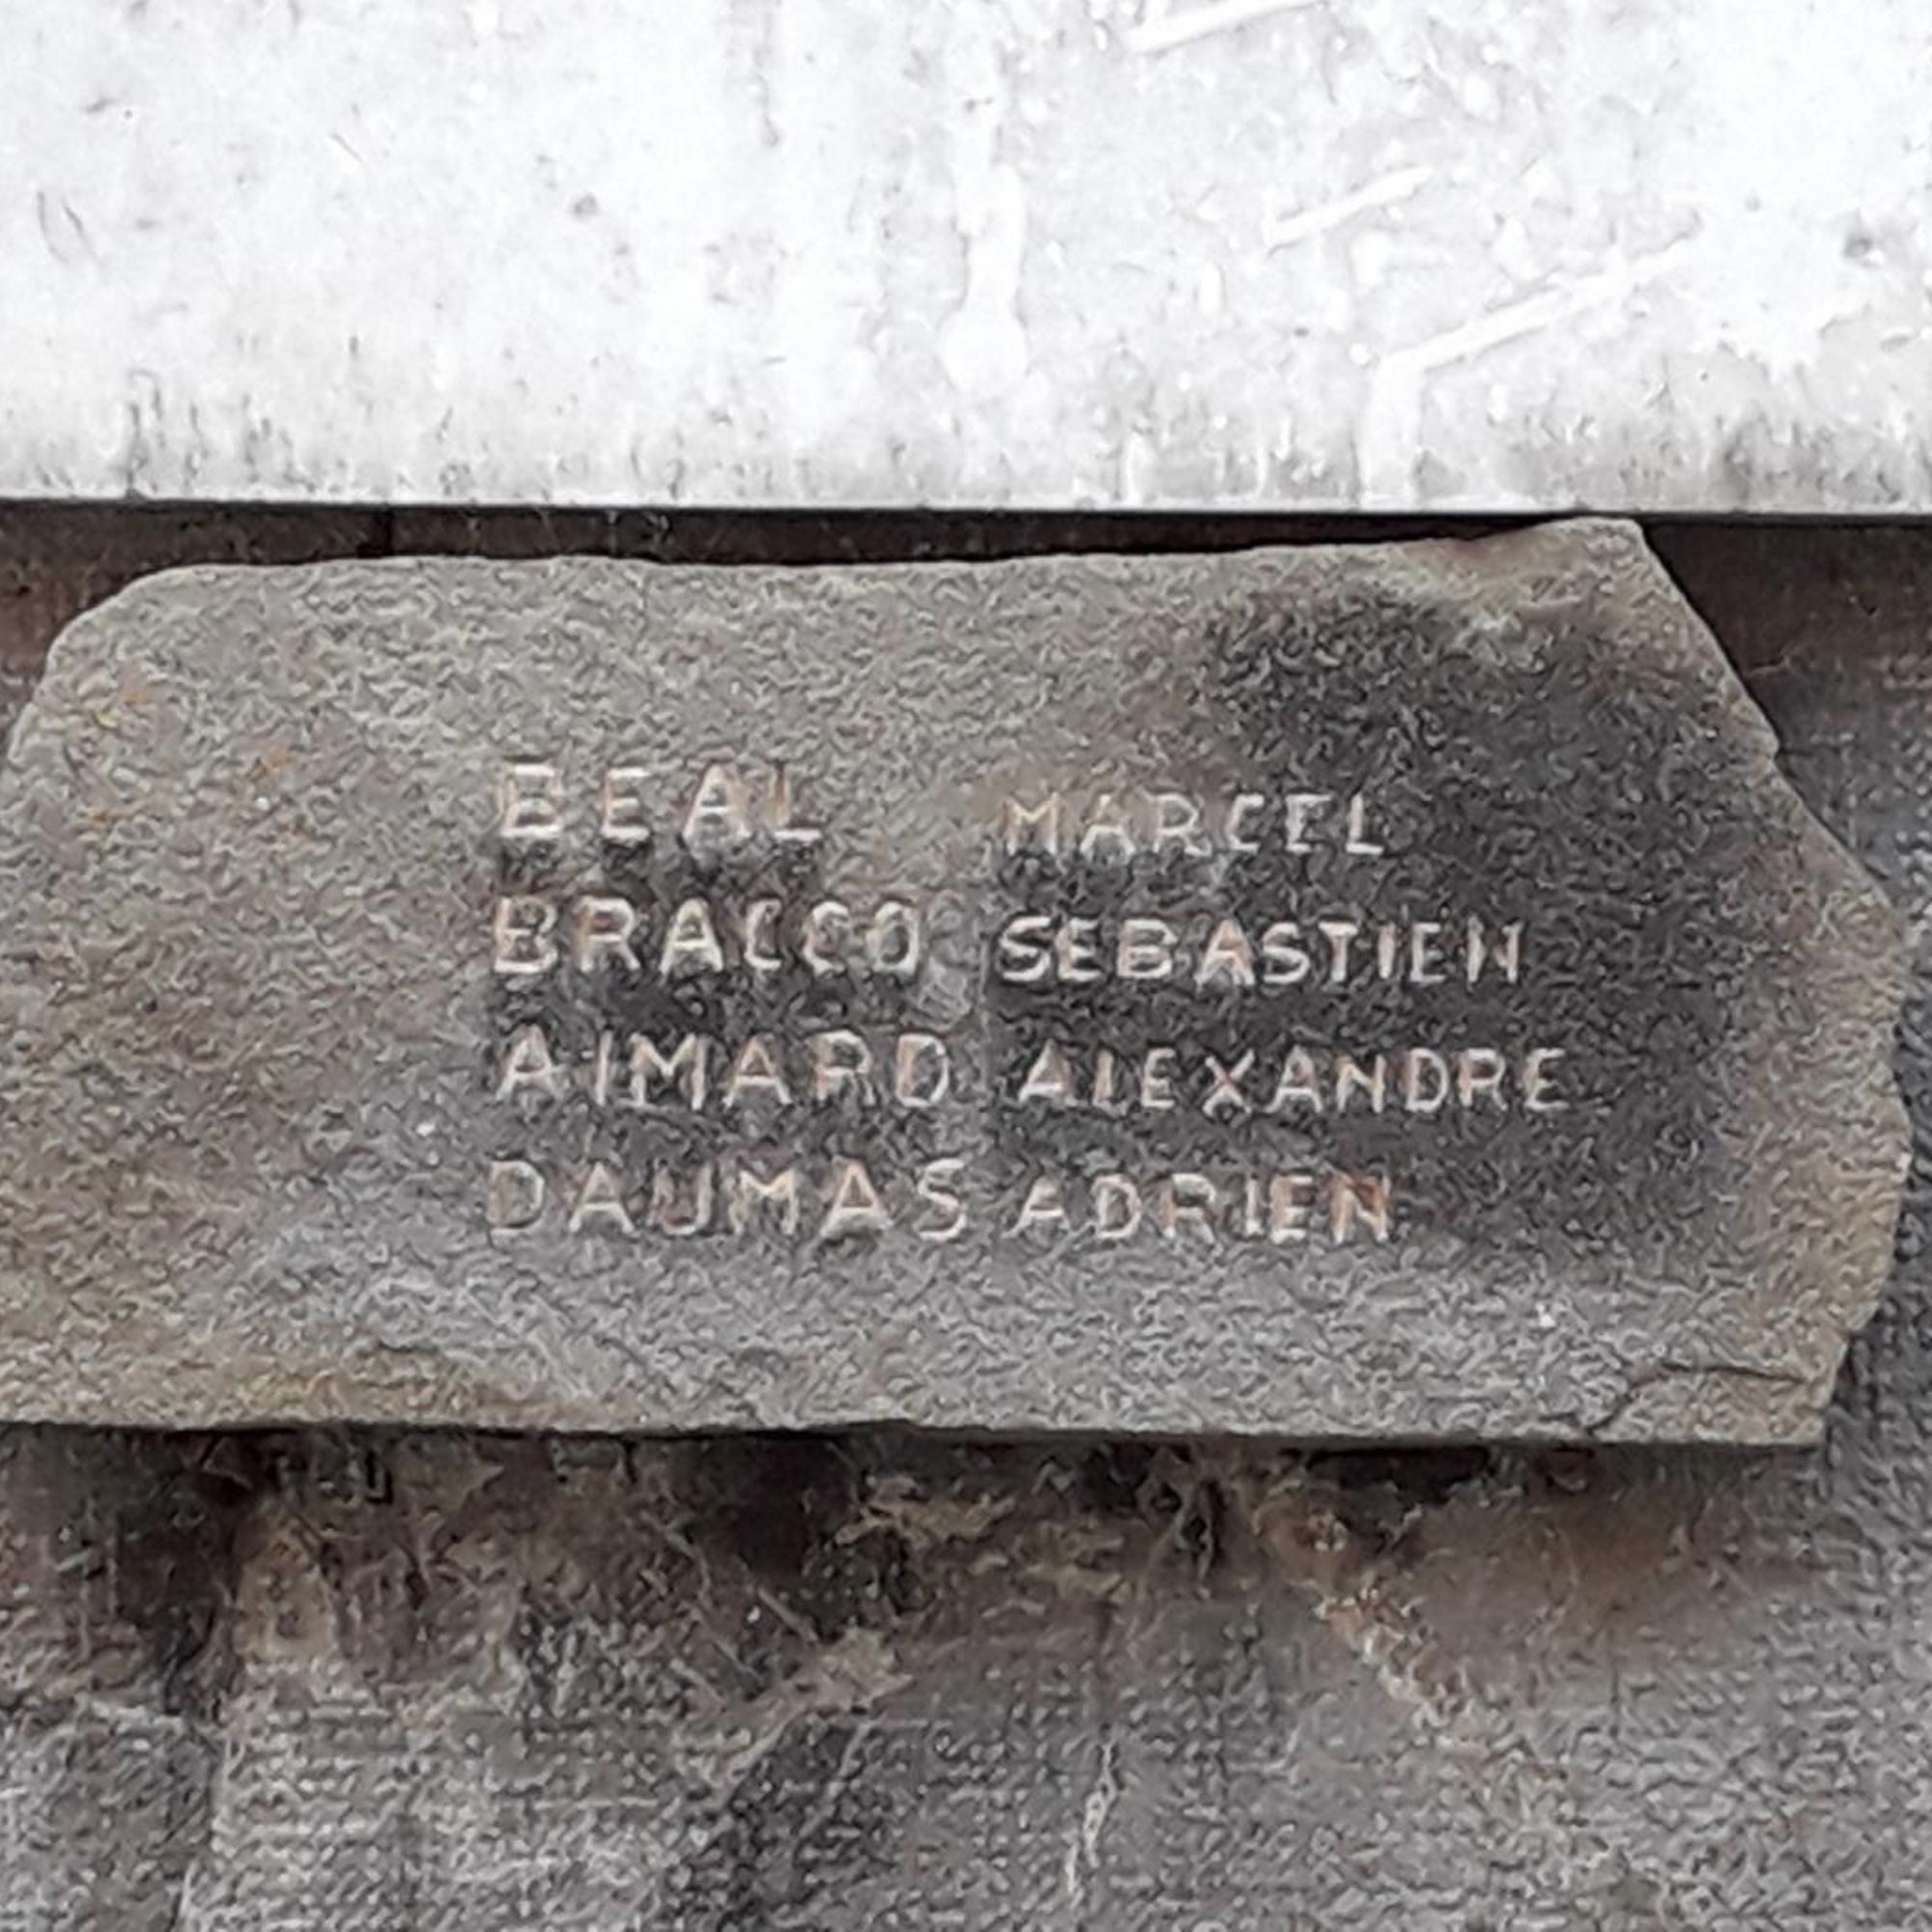 BEAL MARCEL
BRACCO SEBASTIEN
AIMARD ALEXANDRE
DAUMAS ADRIEN